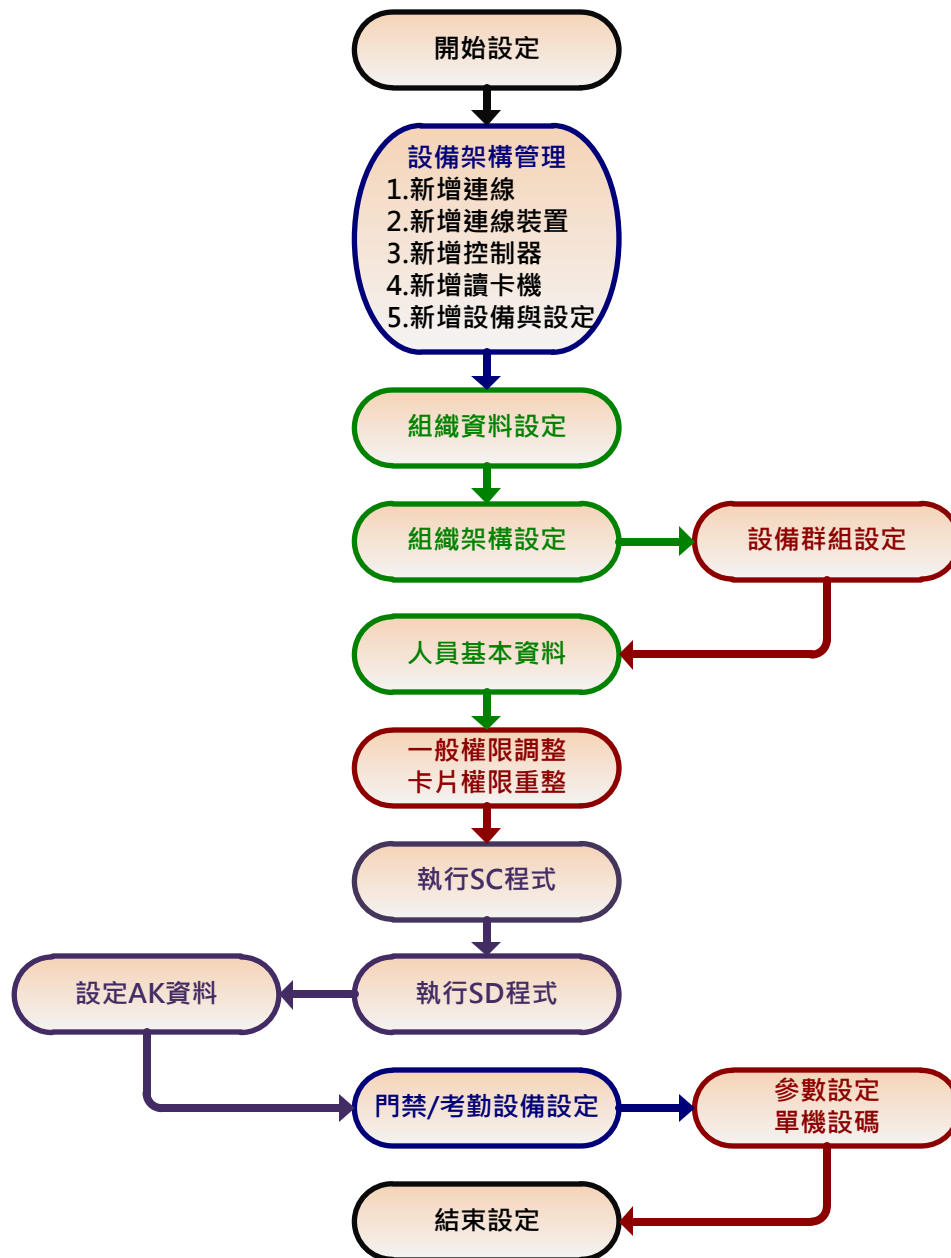 開始設定
設備架構管理
1.新增連線
2.新增連線裝置
3.新增控制器
4.新增讀卡機
5.新增設備與設定
組織資料設定
組織架構設定
設備群組設定
人員基本資料
一般權限調整
卡片權限重整
執行SC程式
執行SD程式
設定AK資料
門禁/考勤設備設定
參數設定
單機設碼
結束設定